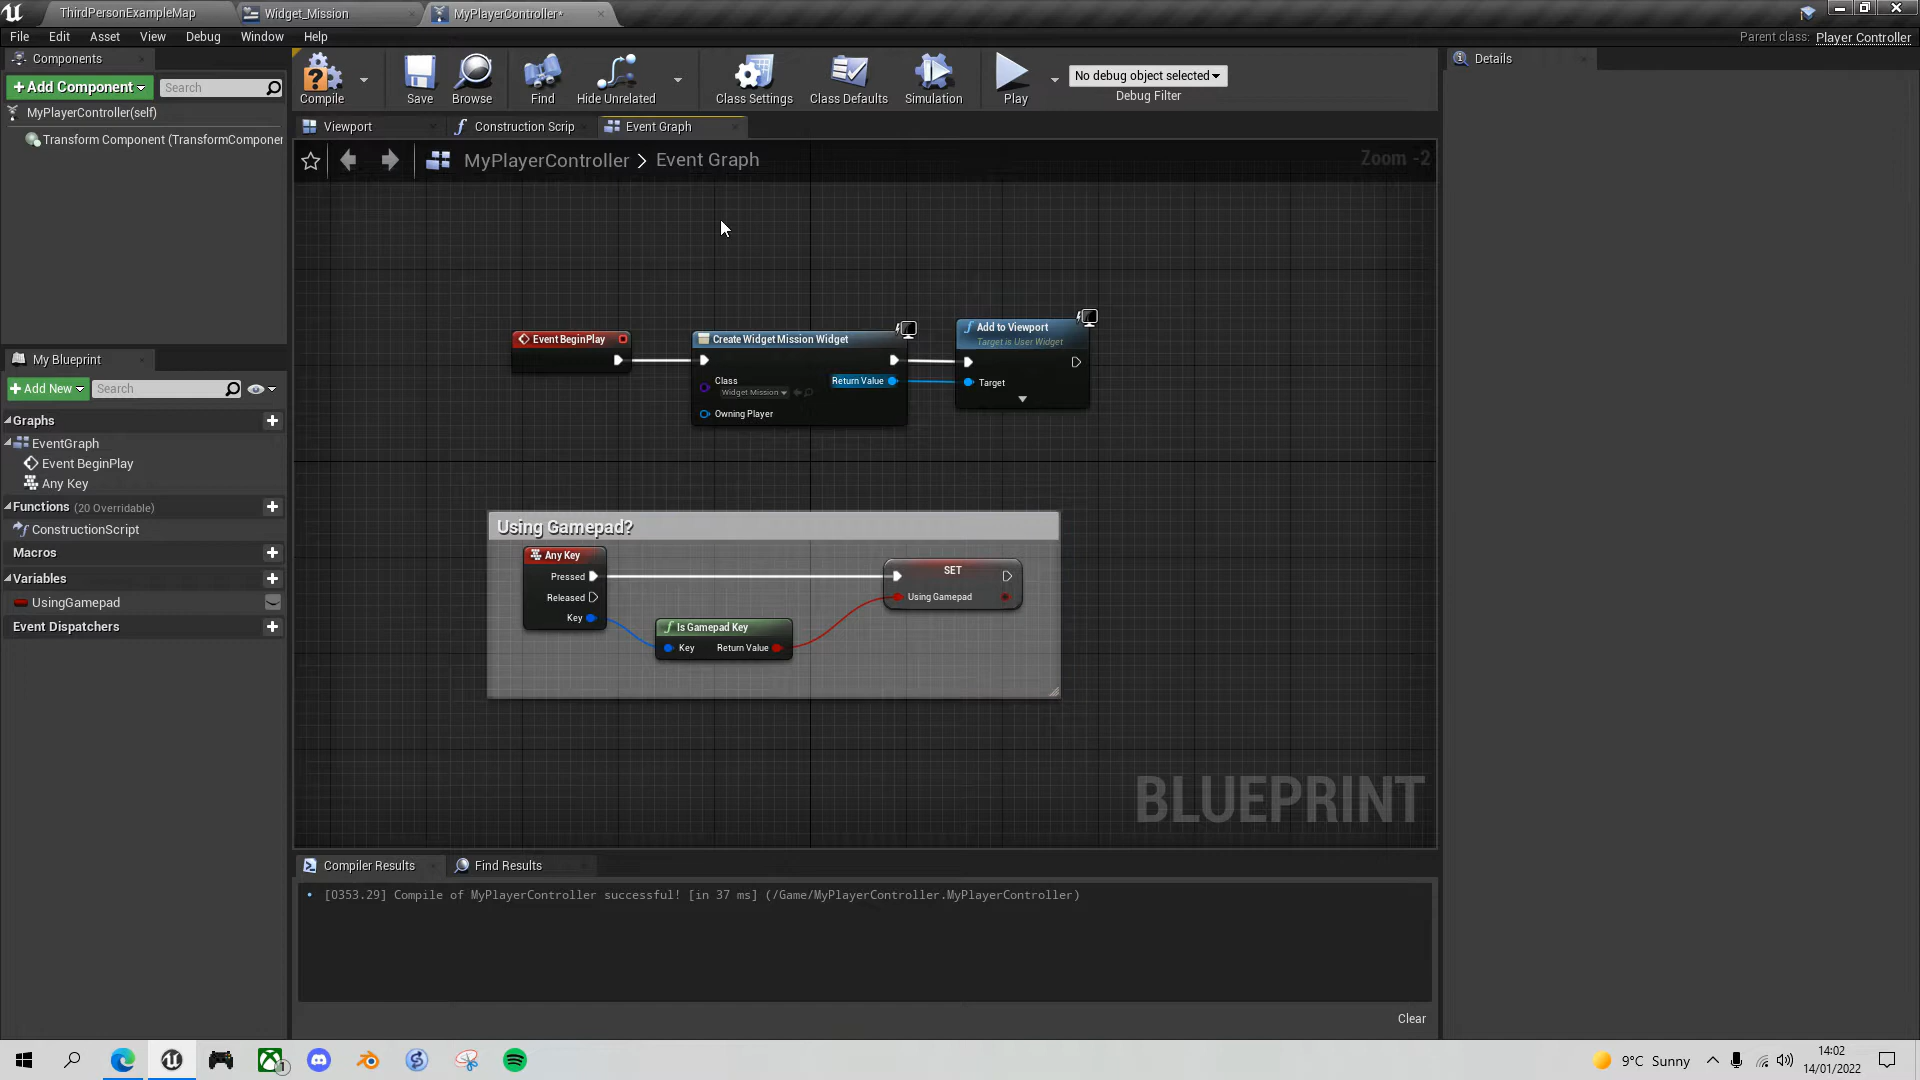 ThirdPersonExampleMap
Widget_Mission
MyPlayerController*
File Edit Asset View Debug Window Help
Parent class: Player Controller
Components
+Add Component
Search
MyPlayerController(self)
Transform Component (TransformComponer
Compile
Save
Browse
Find
Hide Unrelated
Class Settings
Class Defaults
Simulation
Play
No debug object selected
Debug Filter
Details
Viewport
Construction Scrip
Event Graph
MyPlayerController > Event Graph
Zoom -2
Event BeginPlay
Create Widget Mission Widget
Class
Widget Mission
Return Value
Owning Player
Add to Viewport
Target is User Widget
Target
Using Gamepad?
Any Key
Pressed
Released
Key
Is Gamepad Key
Key
Return Value
SET
Using Gamepad
BLUEPRINT
My Blueprint
+Add New
Search
Graphs
EventGraph
Event BeginPlay
Any Key
Functions (20 Overridable)
ConstructionScript
Macros
Variables
UsingGamepad
Event Dispatchers
Compiler Results
Find Results
[0353.29] Compile of MyPlayerController successful! [in 37 ms] (/Game/MyPlayerController.MyPlayerController)
Clear
1
9°C Sunny
14:02
14/01/2022